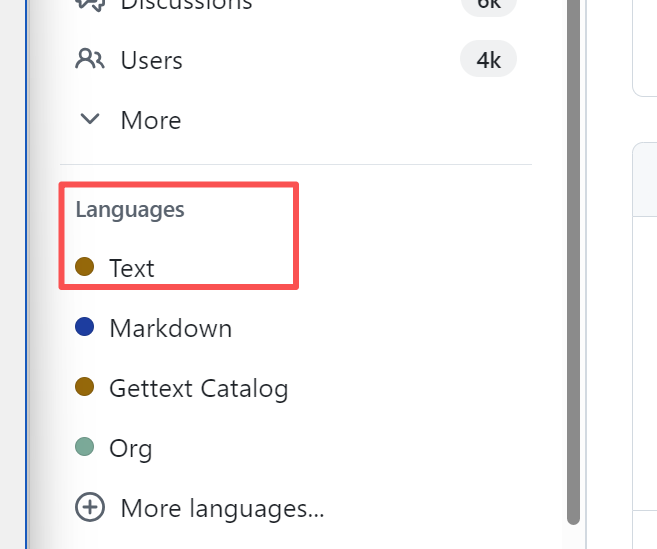 Discussions 6k
Users 4k
More
Languages
Text
Markdown
Gettext Catalog
Org
More languages...